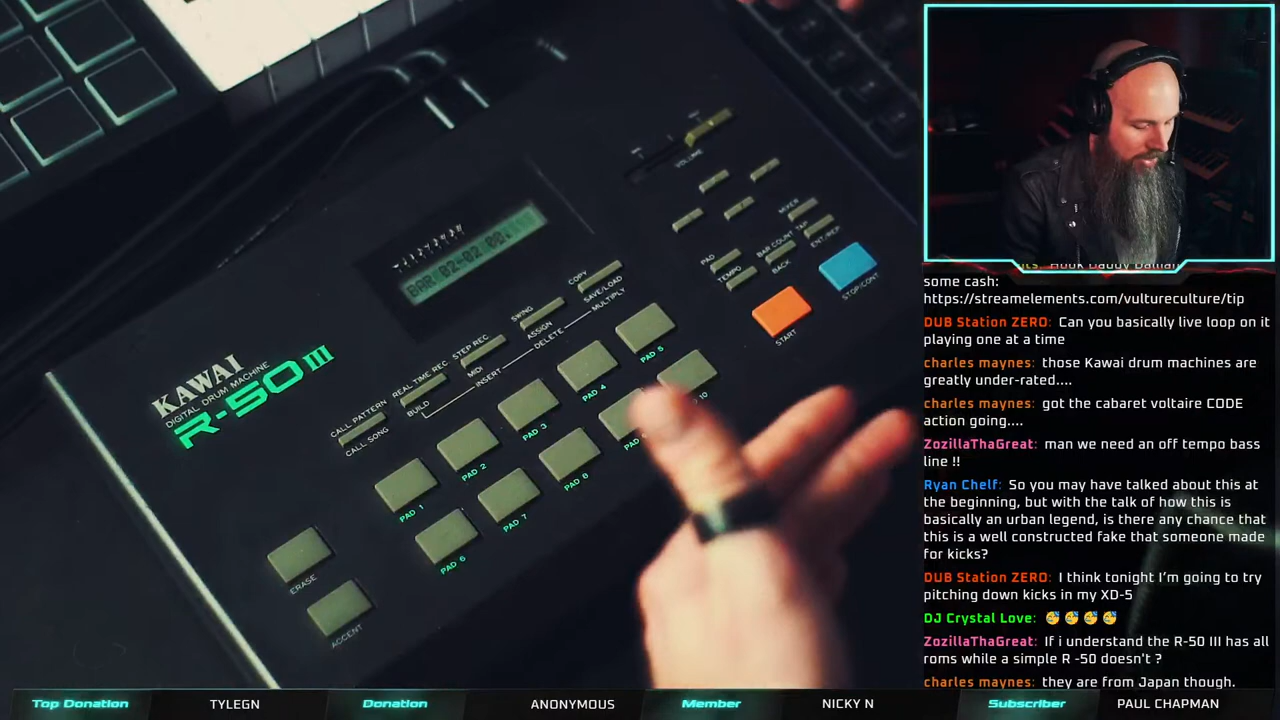 VOLUME
MIXER
PAD
BAR COUNT
TAP
ENT/REP
TEMPO
BACK
STOP/CONT
START
BAR 02-02 00.
COPY
SAVE/LOAD
MULTIPLY
SWING
ASSIGN
DELETE
STEP REC
MIDI
INSERT
REAL TIME REC
BUILD
CALL PATTERN
CALL SONG
KAWAI
DIGITAL DRUM MACHINE
R-50 III
PAD 1
PAD 2
PAD 3
PAD 4
PAD 5
PAD 6
PAD 7
PAD 8
PAD
10
ERASE
ACCENT
some cash:
https://streamelements.com/vultureculture/tip
DUB Station ZERO: Can you basically live loop on it
playing one at a time
charles maynes: those Kawai drum machines are
greatly under-rated....
charles maynes: got the cabaret voltaire CODE
action going....
ZozillaThaGreat: man we need an off tempo bass
line !!
Ryan Chelf: So you may have talked about this at
the beginning, but with the talk of how this is
basically an urban legend, is there any chance that
this is a well constructed fake that someone made
for kicks?
DUB Station ZERO: I think tonight I'm going to try
pitching down kicks in my XD-5
DJ Crystal Love: 🥳🥳🥳🥳
ZozillaThaGreat: If i understand the R-50 III has all
roms while a simple R -50 doesn't ?
charles maynes: they are from Japan though.
Top Donation TYLEGN Donation ANONYMOUS Member NICKY N Subscriber PAUL CHAPMAN